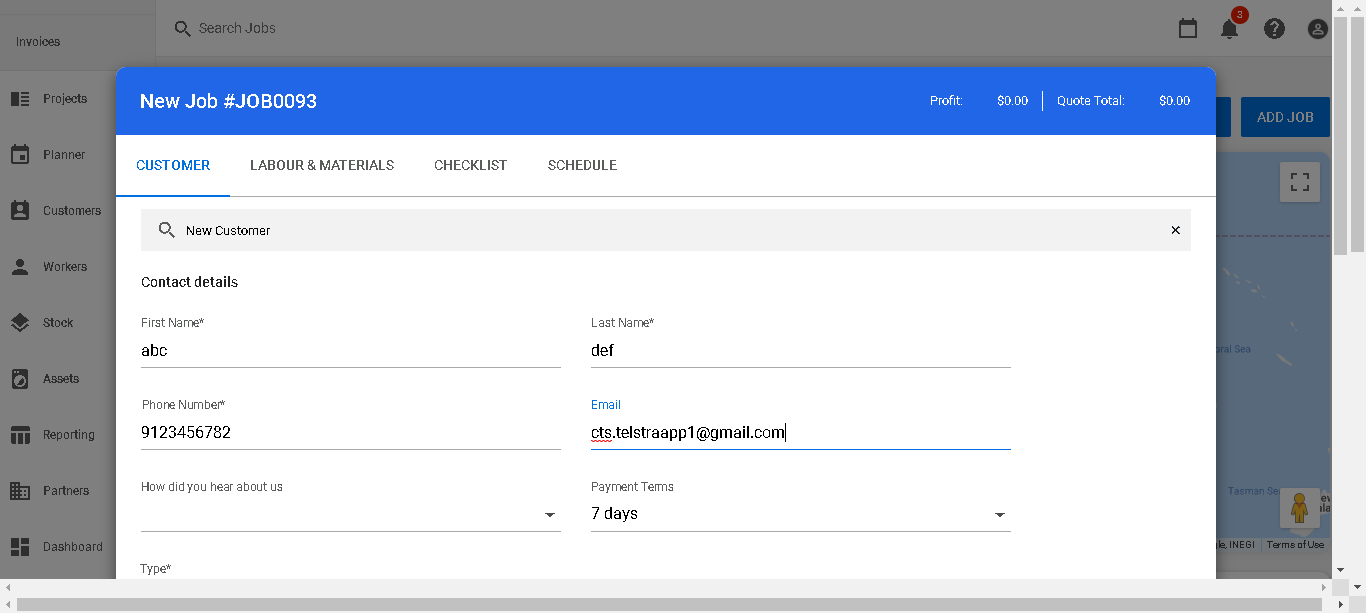 Invoices
Search Jobs
3
Projects
Planner
Customers
Workers
Stock
Assets
Reporting
Partners
Dashboard
ADD JOB
New Job #JOB0093
Profit: $0.00 Quote Total: $0.00
CUSTOMER LABOUR & MATERIALS CHECKLIST SCHEDULE
New Customer
Contact details
First Name* Last Name*
abc def
Phone Number* Email
9123456782 cts.telstraapp1@gmail.com
How did you hear about us Payment Terms
7 days
Type*
oral Sea
Tasman Se
gle, INEGI Terms of Use